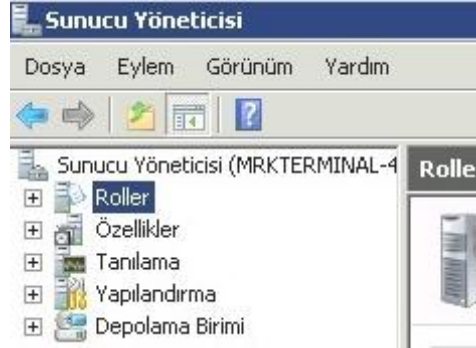 Sunucu Yöneticisi
Dosya Eylem Görünüm Yardım
Sunucu Yöneticisi (MRKTERMINAL-4
Roller
Özellikler
Tanılama
Yapılandırma
Depolama Birimi
Rolle